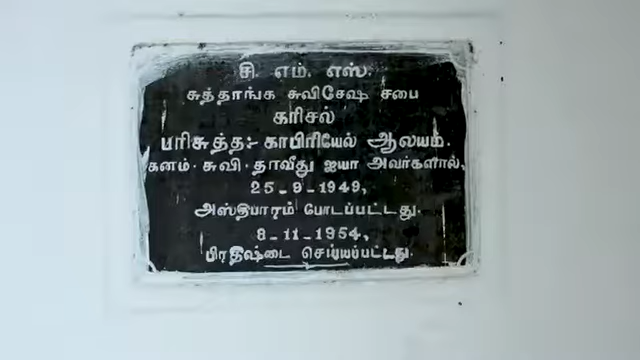 சி. எம். எஸ்.
சுத்தாங்க சுவிசேஷ சபை
கரிசல்
பரிசுத்த:- காபிரியேல் ஆலயம்.
கனம். சுவி. தாவீது ஐயா அவர்களால்,
25-9-1949,
அஸ்திபாரம் போடப்பட்டது.
8-11-1954,
பிரதிஷ்டை செய்யப்பட்டது.